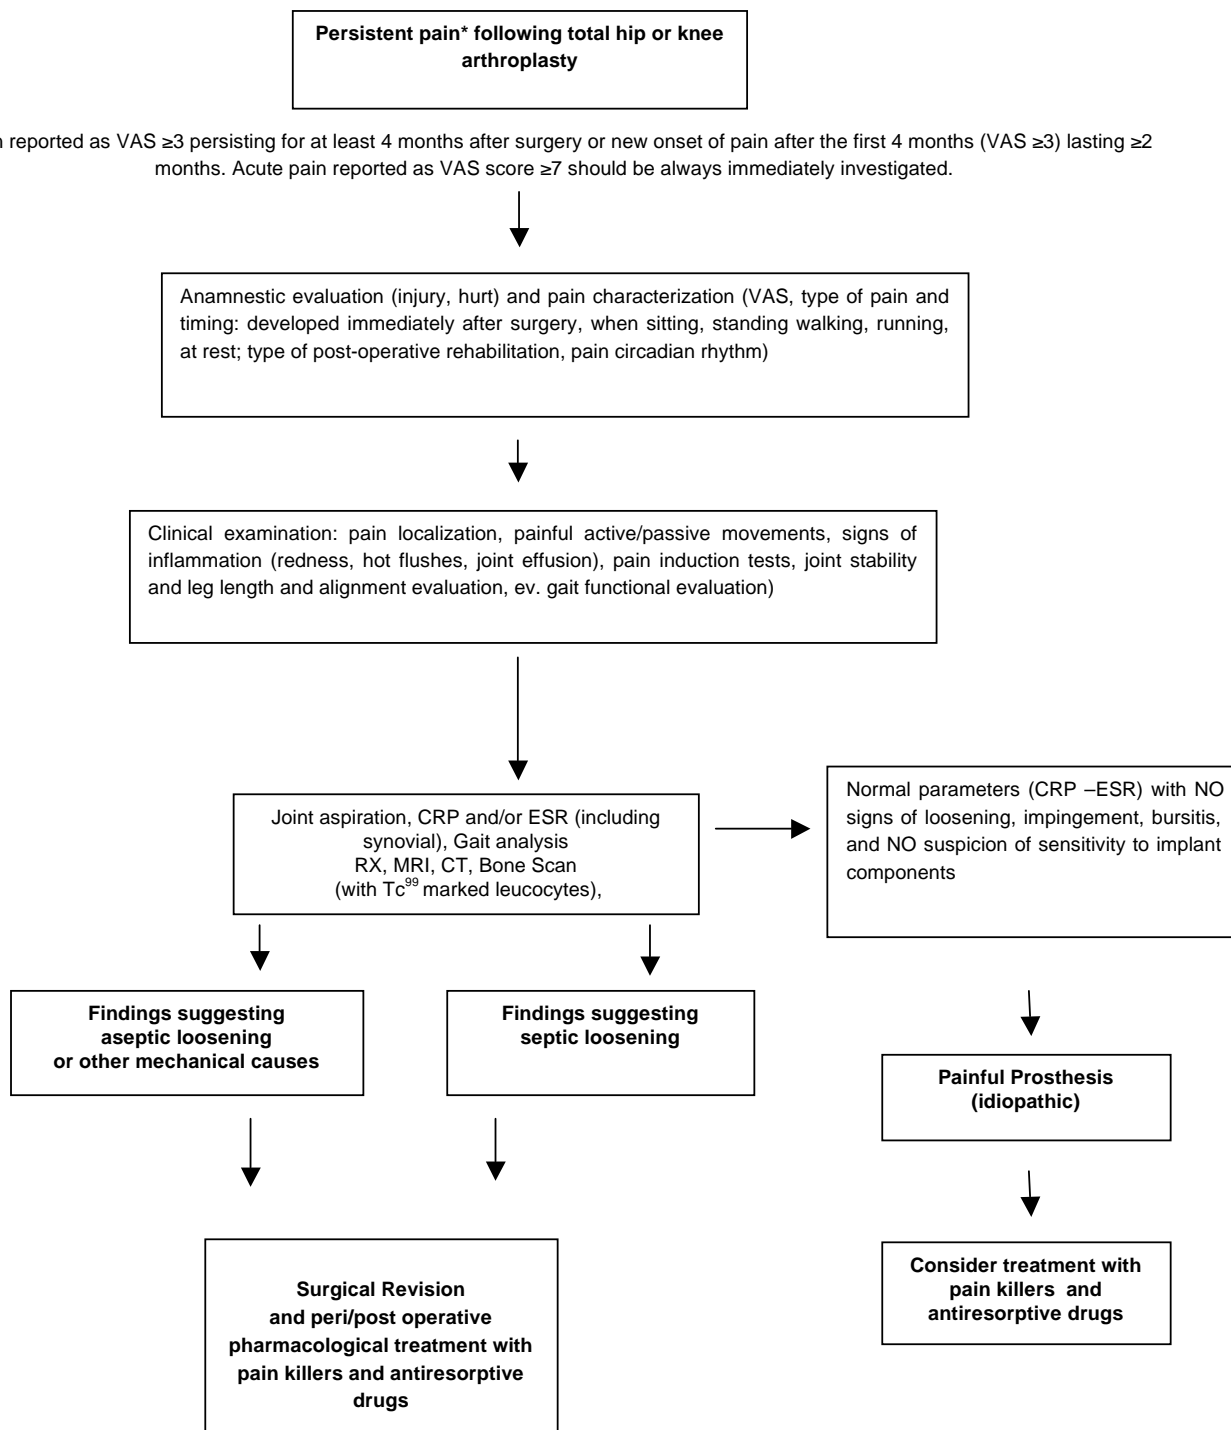 Persistent pain* following total hip or knee
arthroplasty
reported as VAS ≥3 persisting for at least 4 months after surgery or new onset of pain after the first 4 months (VAS ≥3) lasting ≥2
months. Acute pain reported as VAS score ≥7 should be always immediately investigated.
Anamnestic evaluation (injury, hurt) and pain characterization (VAS, type of pain and
timing: developed immediately after surgery, when sitting, standing walking, running,
at rest; type of post-operative rehabilitation, pain circadian rhythm)
Clinical examination: pain localization, painful active/passive movements, signs of
inflammation (redness, hot flushes, joint effusion), pain induction tests, joint stability
and leg length and alignment evaluation, ev. gait functional evaluation)
Joint aspiration, CRP and/or ESR (including
synovial), Gait analysis
RX, MRI, CT, Bone Scan
(with Tc⁹⁹ marked leucocytes),
Normal parameters (CRP –ESR) with NO
signs of loosening, impingement, bursitis,
and NO suspicion of sensitivity to implant
components
Findings suggesting
aseptic loosening
or other mechanical causes
Findings suggesting
septic loosening
Painful Prosthesis
(idiopathic)
Surgical Revision
and peri/post operative
pharmacological treatment with
pain killers and antiresorptive
drugs
Consider treatment with
pain killers and
antiresorptive drugs